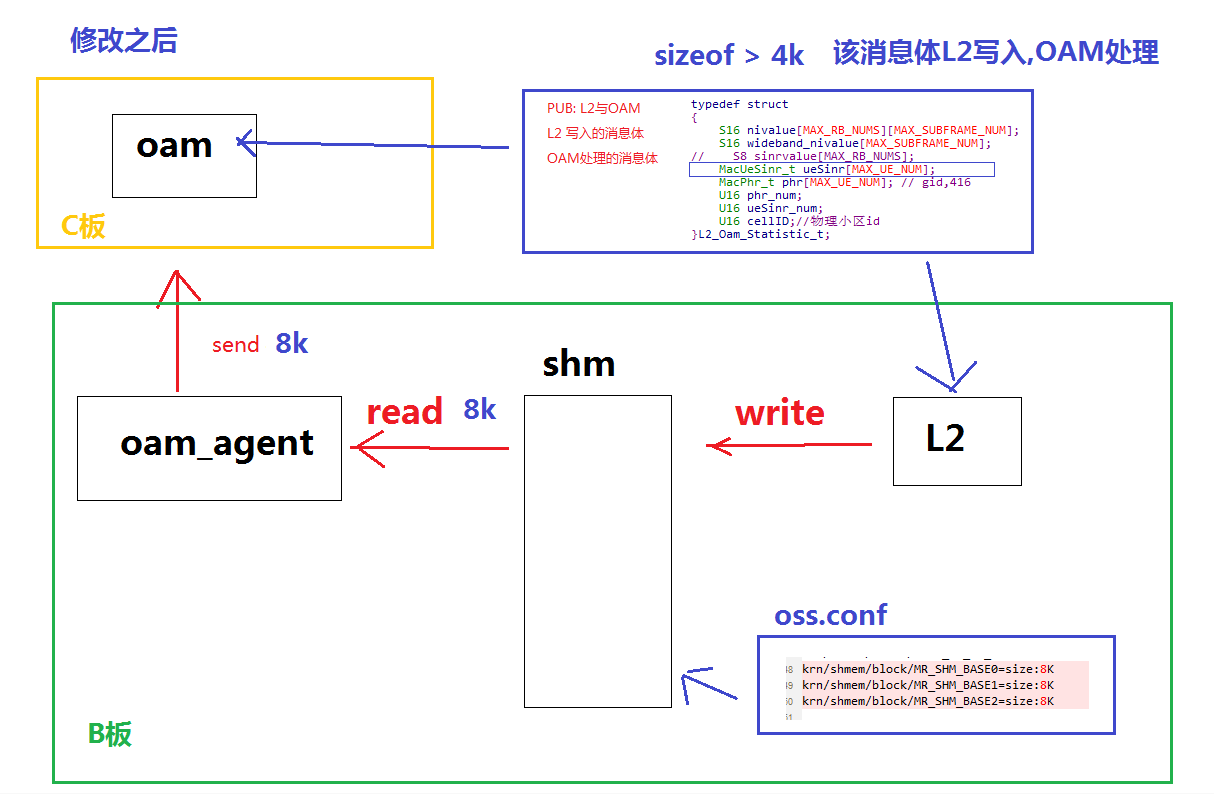 修改之后
sizeof > 4k 该消息体L2写入,OAM处理
oam
C板
PUB: L2与OAM
L2 写入的消息体
OAM处理的消息体
typedef struct
{
S16 nivalue[MAX_RB_NUMS][MAX_SUBFRAME_NUM];
S16 wideband_nivalue[MAX_SUBFRAME_NUM];
// S8 sinrvalue[MAX_RB_NUMS];
MacUeSinr_t ueSinr[MAX_UE_NUM];
MacPhr_t phr[MAX_UE_NUM]; // gid,416
U16 phr_num;
U16 ueSinr_num;
U16 cellID;//物理小区id
}L2_Oam_Statistic_t;
send 8k
shm
oam_agent
read 8k
write
L2
oss.conf
48 krn/shmem/block/MR_SHM_BASE0=size:8K
49 krn/shmem/block/MR_SHM_BASE1=size:8K
50 krn/shmem/block/MR_SHM_BASE2=size:8K
51
B板